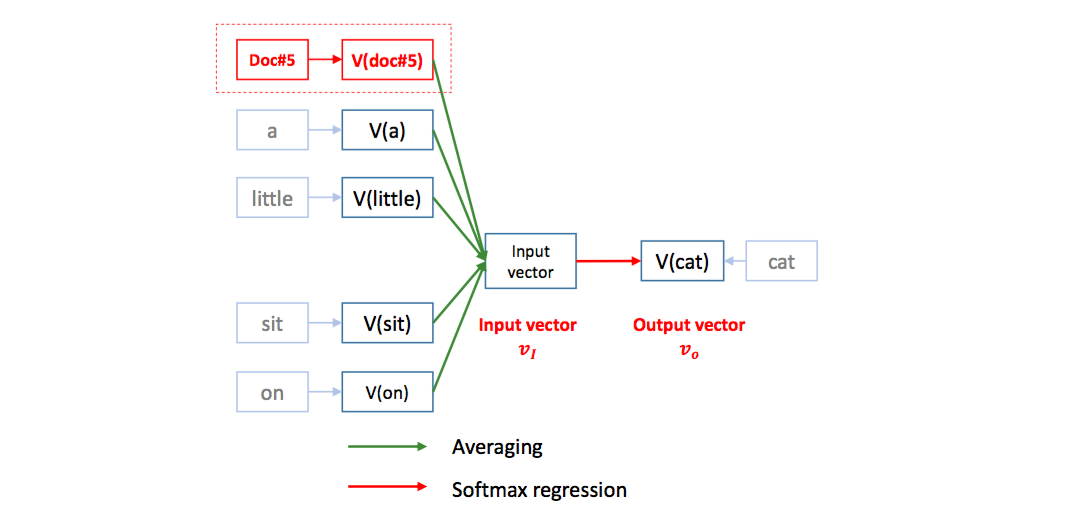 Doc#5 V(doc#5)
a V(a)
little V(little)
Input
vector
V(cat) cat
sit V(sit)
Input vector Output vector
v_I v_o
on V(on)
Averaging
Softmax regression